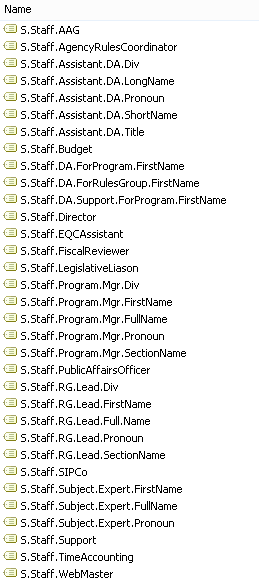 Name
S.Staff.AAG
S.Staff.AgencyRulesCoordinator
S.Staff.Assistant.DA.Div
S.Staff.Assistant.DA.LongName
S.Staff.Assistant.DA.Pronoun
S.Staff.Assistant.DA.ShortName
S.Staff.Assistant.DA.Title
S.Staff.Budget
S.Staff.DA.ForProgram.FirstName
S.Staff.DA.ForRulesGroup.FirstName
S.Staff.DA.Support.ForProgram.FirstName
S.Staff.Director
S.Staff.EQCAssistant
S.Staff.FiscalReviewer
S.Staff.LegislativeLiason
S.Staff.Program.Mgr.Div
S.Staff.Program.Mgr.FirstName
S.Staff.Program.Mgr.FullName
S.Staff.Program.Mgr.Pronoun
S.Staff.Program.Mgr.SectionName
S.Staff.PublicAffairsOfficer
S.Staff.RG.Lead.Div
S.Staff.RG.Lead.FirstName
S.Staff.RG.Lead.Full.Name
S.Staff.RG.Lead.Pronoun
S.Staff.RG.Lead.SectionName
S.Staff.SIPCo
S.Staff.Subject.Expert.FirstName
S.Staff.Subject.Expert.FullName
S.Staff.Subject.Expert.Pronoun
S.Staff.Support
S.Staff.TimeAccounting
S.Staff.WebMaster